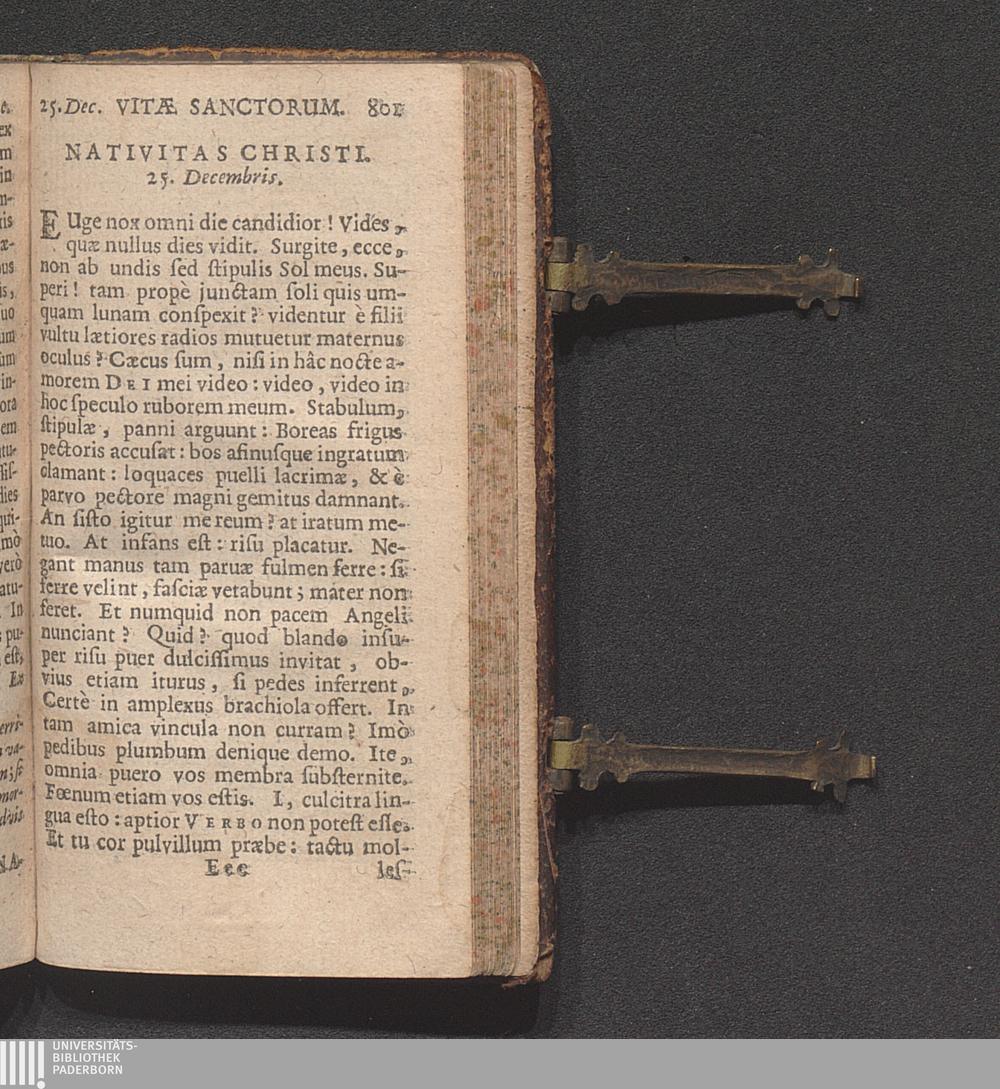 25. Dec. VITÆ SANCTORUM. 801
NATIVITAS CHRISTI.
25. Decembris.
EUge nox omni die candidior! Vides,
quæ nullus dies vidit. Surgite, ecce,
non ab undis ſed ſtipulis Sol meus. Su-
peri! tam propè junctam ſoli quis um-
quam lunam conſpexit? videntur è filii
vultu lætiores radios mutuetur maternus
oculus? Cæcus ſum, niſi in hâc nocte a-
morem DEI mei video: video, video in
hoc ſpeculo ruborem meum. Stabulum,
ſtipulæ, panni arguunt: Boreas frigus
pectoris accuſat: bos aſinuſque ingratum
clamant: loquaces puelli lacrimæ, & è
parvo pectore magni gemitus damnant.
An ſiſto igitur me reum? at iratum me-
tuo. At infans eſt: riſu placatur. Ne-
gant manus tam paruæ fulmen ferre: ſi
ferre velint, faſciæ vetabunt; mater non
feret. Et numquid non pacem Angeli
nunciant? Quid? quod blando inſu-
per riſu puer dulciſſimus invitat, ob-
vius etiam iturus, ſi pedes inferrent,
Certè in amplexus brachiola offert. In
tam amica vincula non curram? Imò
pedibus plumbum denique demo. Ite,
omnia puero vos membra ſubſternite.
Fœnum etiam vos eſtis. I, culcitra lin-
gua eſto: aptior VERBO non poteſt eſſe.
Et tu cor pulvillum præbe: tactu mol-
Eee leſ-
UNIVERSITÄTS-
BIBLIOTHEK
PADERBORN